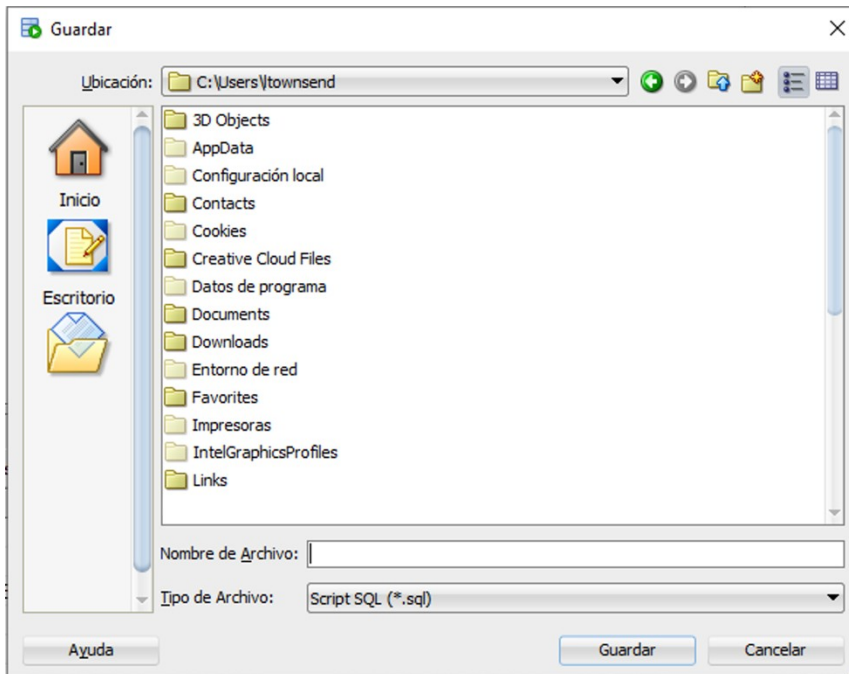 Guardar
Ubicación: C:\Users\ltownsend
Inicio
Escritorio
3D Objects
AppData
Configuración local
Contacts
Cookies
Creative Cloud Files
Datos de programa
Documents
Downloads
Entorno de red
Favorites
Impresoras
IntelGraphicsProfiles
Links
Nombre de Archivo:
Tipo de Archivo: Script SQL (*.sql)
Ayuda Guardar Cancelar